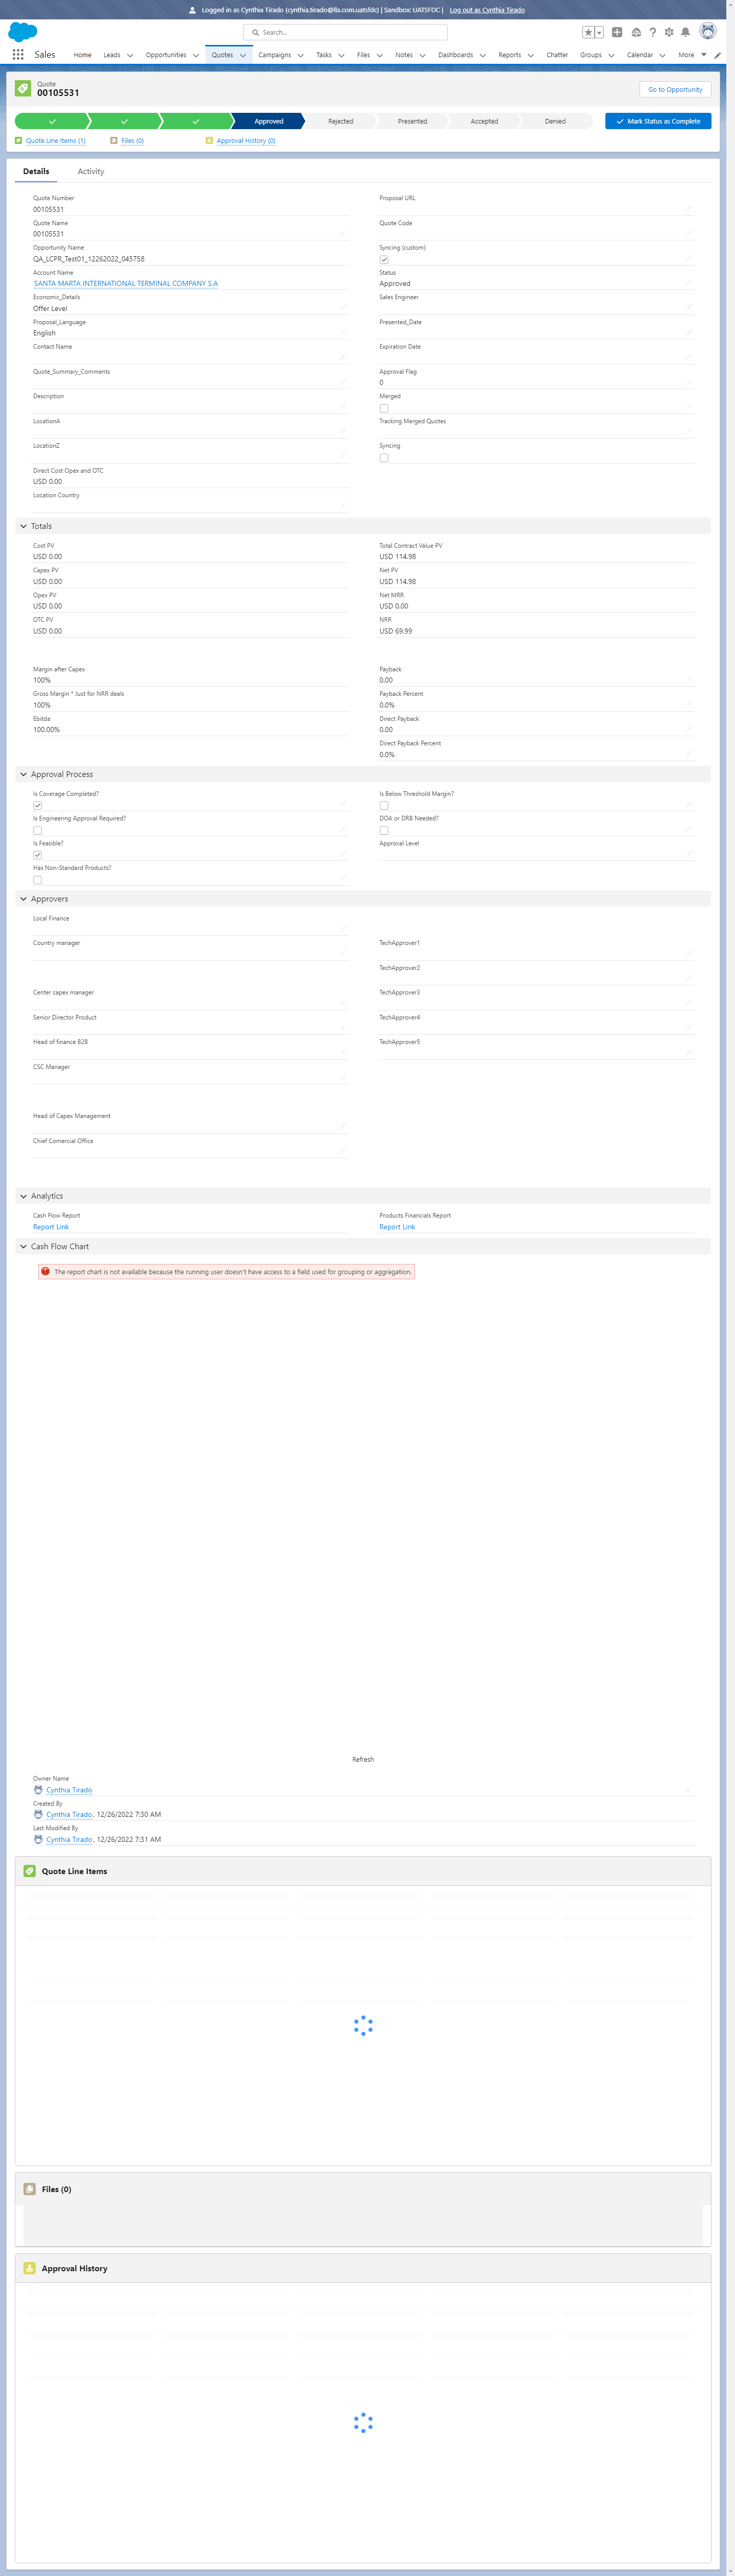 Logged in as Cynthia Tirado (cynthia.tirado@lla.com.uatsfdc) | Sandbox: UATSFDC | Log out as Cynthia Tirado
Search...
Sales Home Leads Opportunities Quotes Campaigns Tasks Files Notes Dashboards Reports Chatter Groups Calendar More
Quote
00105531
Go to Opportunity
Approved Rejected Presented Accepted Denied Mark Status as Complete
Quote Line Items (1) Files (0) Approval History (0)
Details Activity
Quote Number Proposal URL
00105531
Quote Name Quote Code
00105531
Opportunity Name Syncing (custom)
QA_LCPR_Test01_12262022_045758
Account Name Status
SANTA MARTA INTERNATIONAL TERMINAL COMPANY S.A Approved
Economic_Details Sales Engineer
Offer Level
Proposal_Language Presented_Date
English
Contact Name Expiration Date
Quote_Summary_Comments Approval Flag
0
Description Merged
LocationA Tracking Merged Quotes
LocationZ Syncing
Direct Cost Opex and OTC
USD 0.00
Location Country
Totals
Cost PV Total Contract Value PV
USD 0.00 USD 114.98
Capex PV Net PV
USD 0.00 USD 114.98
Opex PV Net MRR
USD 0.00 USD 0.00
OTC PV NRR
USD 0.00 USD 69.99
Margin after Capex Payback
100% 0.00
Gross Margin * Just for NRR deals Payback Percent
100% 0.0%
Ebitda Direct Payback
100.00% 0.00
Direct Payback Percent
0.0%
Approval Process
Is Coverage Completed? Is Below Threshold Margin?
Is Engineering Approval Required? DOA or DRB Needed?
Is Feasible? Approval Level
Has Non-Standard Products?
Approvers
Local Finance
Country manager TechApprover1
TechApprover2
Center capex manager TechApprover3
Senior Director Product TechApprover4
Head of finance B2B TechApprover5
CSC Manager
Head of Capex Management
Chief Comercial Office
Analytics
Cash Flow Report Products Financials Report
Report Link Report Link
Cash Flow Chart
The report chart is not available because the running user doesn't have access to a field used for grouping or aggregation.
Refresh
Owner Name
Cynthia Tirado
Created By
Cynthia Tirado, 12/26/2022 7:30 AM
Last Modified By
Cynthia Tirado, 12/26/2022 7:31 AM
Quote Line Items
Files (0)
Approval History